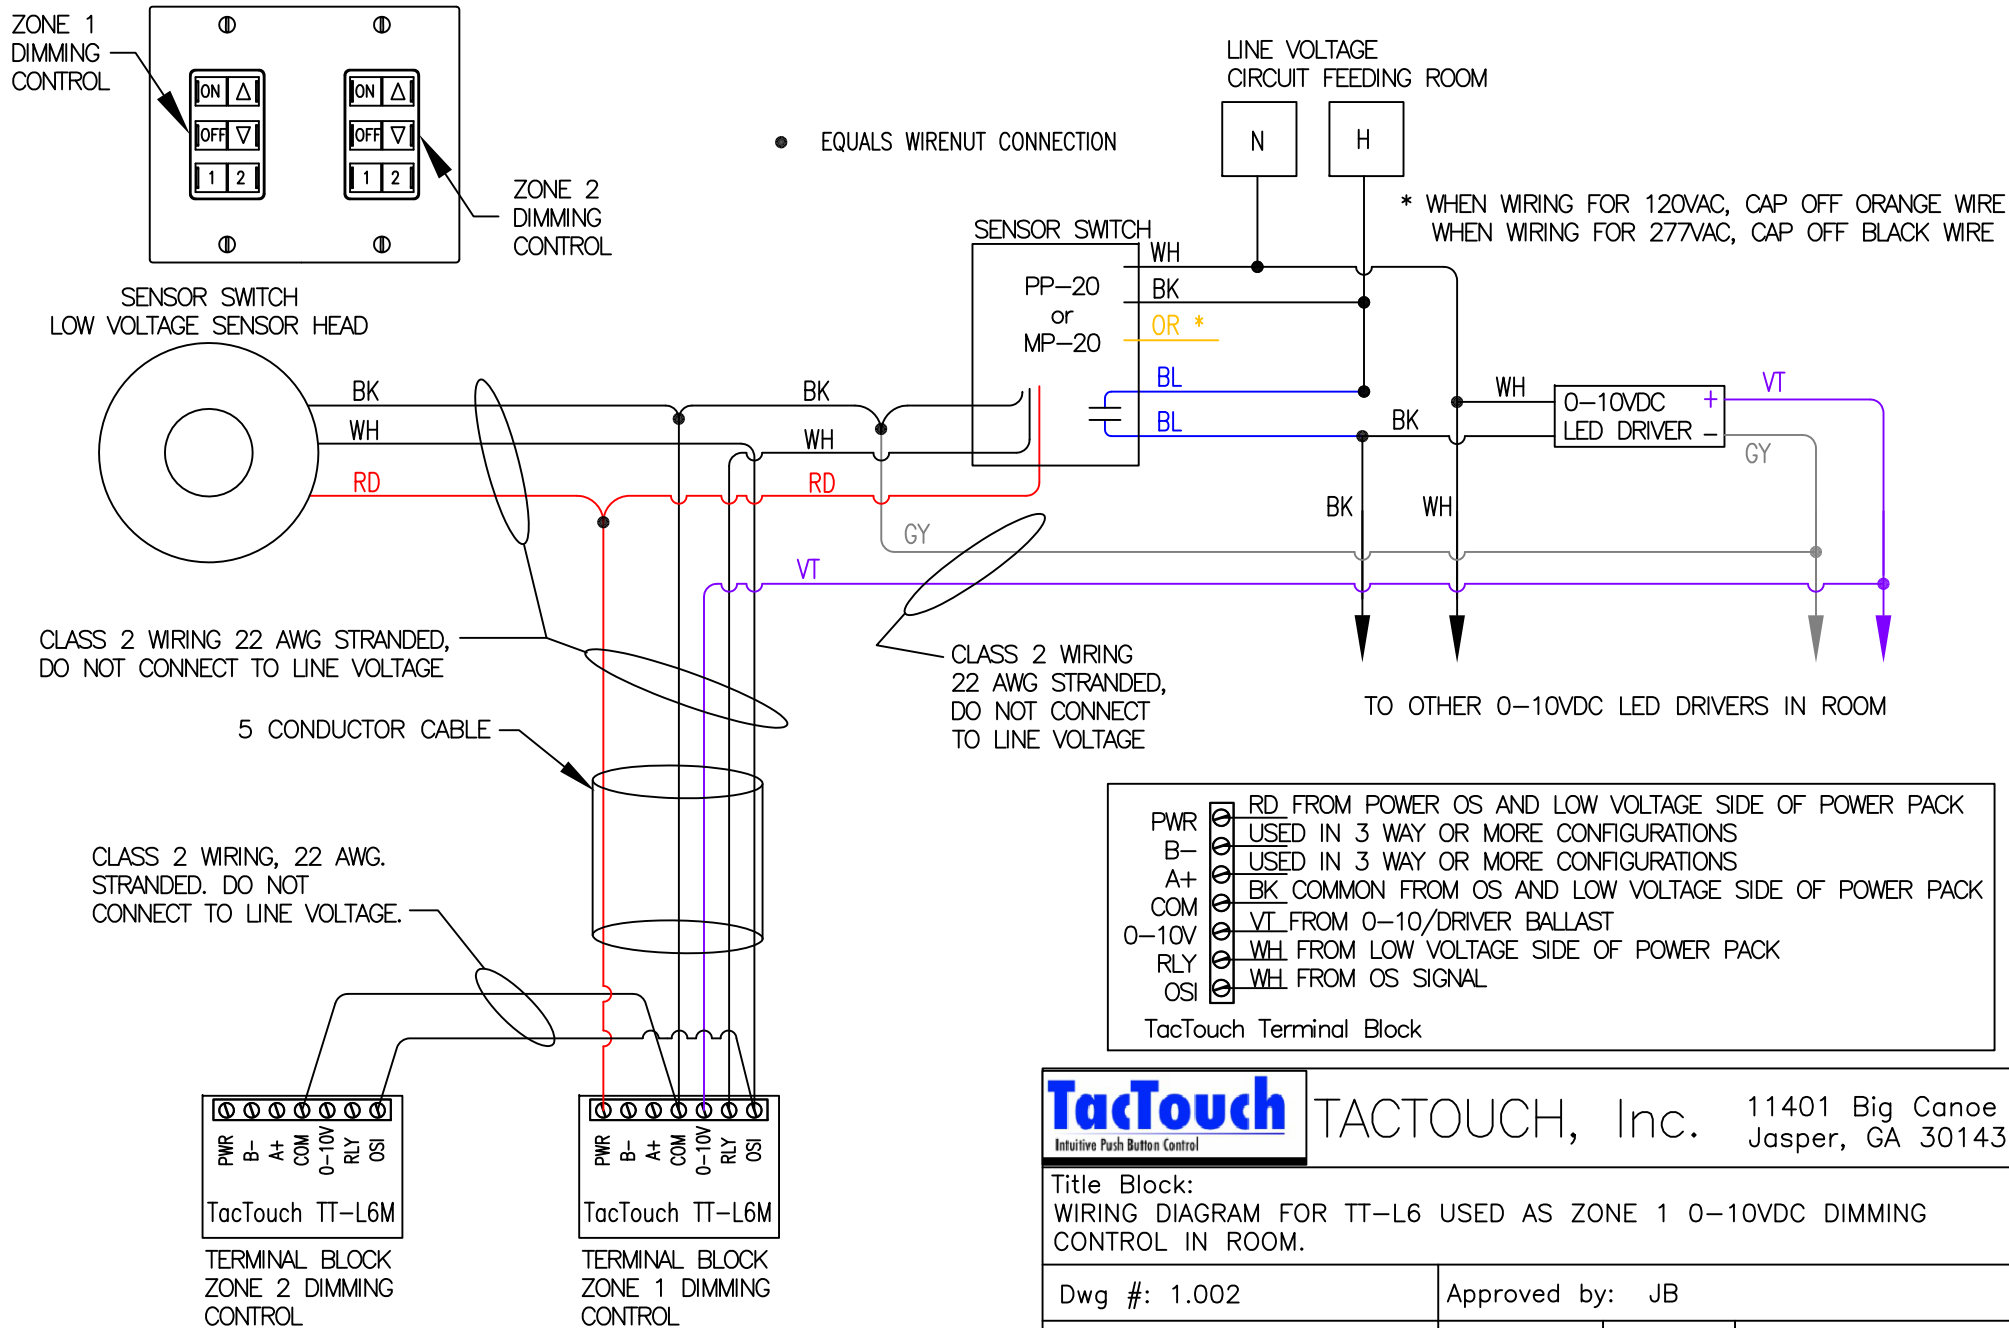 ZONE 1
DIMMING
CONTROL
ON
OFF
1 2
ON
OFF
1 2
ZONE 2
DIMMING
CONTROL
EQUALS WIRENUT CONNECTION
LINE VOLTAGE
CIRCUIT FEEDING ROOM
N
H
* WHEN WIRING FOR 120VAC, CAP OFF ORANGE WIRE
WHEN WIRING FOR 277VAC, CAP OFF BLACK WIRE
SENSOR SWITCH
PP-20
or
MP-20
WH
BK
OR *
BL
BL
SENSOR SWITCH
LOW VOLTAGE SENSOR HEAD
BK
WH
RD
BK
WH
RD
GY
VT
WH
BK
0-10VDC +
LED DRIVER -
VT
GY
BK
WH
CLASS 2 WIRING 22 AWG STRANDED,
DO NOT CONNECT TO LINE VOLTAGE
CLASS 2 WIRING
22 AWG STRANDED,
DO NOT CONNECT
TO LINE VOLTAGE
TO OTHER 0-10VDC LED DRIVERS IN ROOM
5 CONDUCTOR CABLE
CLASS 2 WIRING, 22 AWG.
STRANDED. DO NOT
CONNECT TO LINE VOLTAGE.
PWR RD FROM POWER OS AND LOW VOLTAGE SIDE OF POWER PACK
B- USED IN 3 WAY OR MORE CONFIGURATIONS
A+ USED IN 3 WAY OR MORE CONFIGURATIONS
COM BK COMMON FROM OS AND LOW VOLTAGE SIDE OF POWER PACK
0-10V VT FROM 0-10/DRIVER BALLAST
RLY WH FROM LOW VOLTAGE SIDE OF POWER PACK
OSI WH FROM OS SIGNAL
TacTouch Terminal Block
PWR B- A+ COM 0-10V RLY OSI
TacTouch TT-L6M
TERMINAL BLOCK
ZONE 2 DIMMING
CONTROL
PWR B- A+ COM 0-10V RLY OSI
TacTouch TT-L6M
TERMINAL BLOCK
ZONE 1 DIMMING
CONTROL
TacTouch
Intuitive Push Button Control
TACTOUCH, Inc.
11401 Big Canoe
Jasper, GA 30143
Title Block:
WIRING DIAGRAM FOR TT-L6 USED AS ZONE 1 0-10VDC DIMMING
CONTROL IN ROOM.
Dwg #: 1.002
Approved by: JB